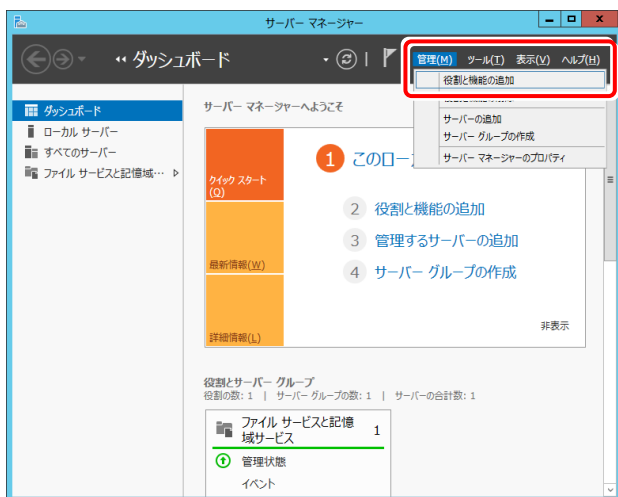 サーバー マネージャー
ダッシュボード
管理(M) ツール(T) 表示(V) ヘルプ(H)
役割と機能の追加
サーバーの追加
サーバー グループの作成
サーバー マネージャーのプロパティ
ダッシュボード
ローカル サーバー
すべてのサーバー
ファイル サービスと記憶域…
サーバー マネージャーへようこそ
クイック スタート
(Q)
最新情報(W)
詳細情報(L)
1 このロー
2 役割と機能の追加
3 管理するサーバーの追加
4 サーバー グループの作成
非表示
役割とサーバー グループ
役割の数: 1 | サーバー グループの数: 1 | サーバーの合計数: 1
ファイル サービスと記憶
域サービス 1
管理状態
イベント